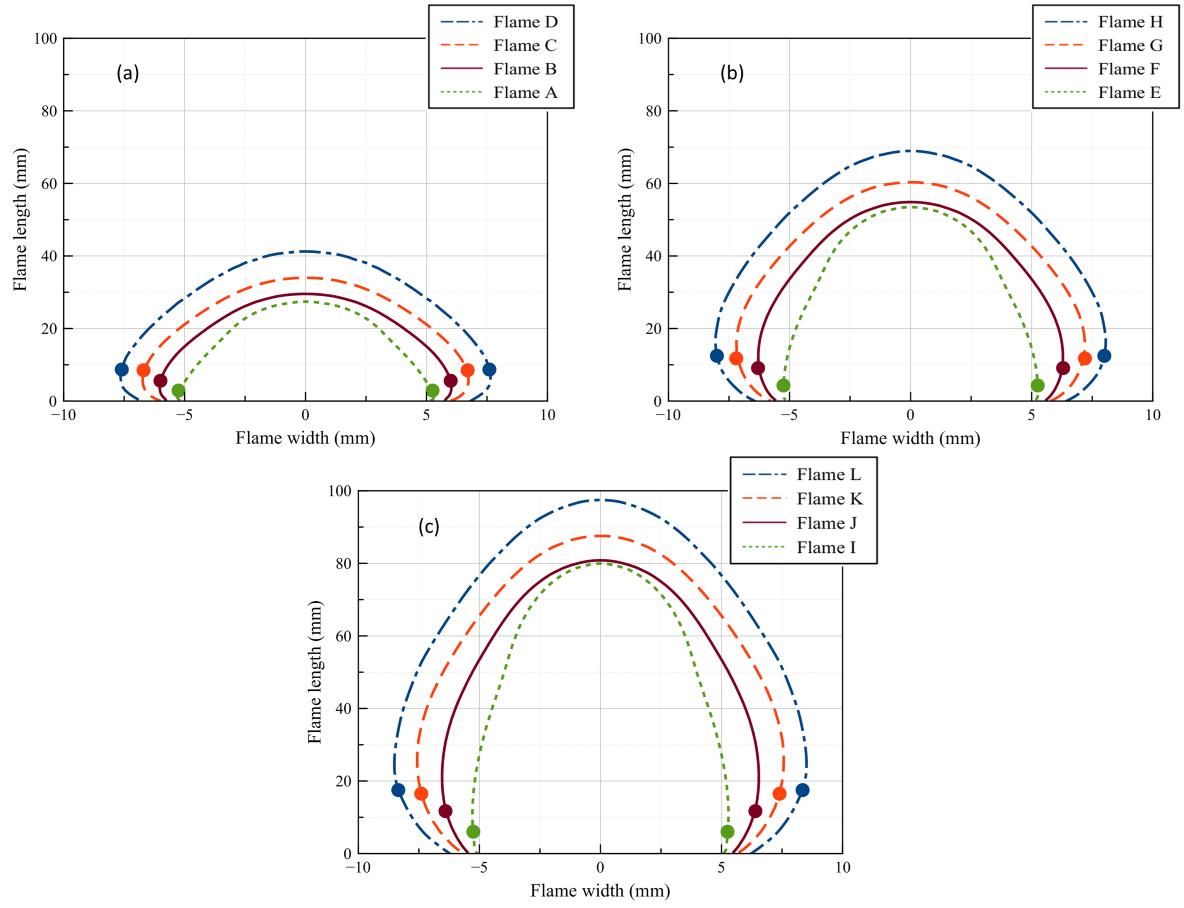 Flame D
Flame C
Flame B
Flame A
(a)
100
80
60
40
20
0
−10
−5
0
5
10
Flame length (mm)
Flame width (mm)
Flame H
Flame G
Flame F
Flame E
(b)
100
80
60
40
20
0
−10
−5
0
5
10
Flame length (mm)
Flame width (mm)
Flame L
Flame K
Flame J
Flame I
(c)
100
80
60
40
20
0
−10
−5
0
5
10
Flame length (mm)
Flame width (mm)